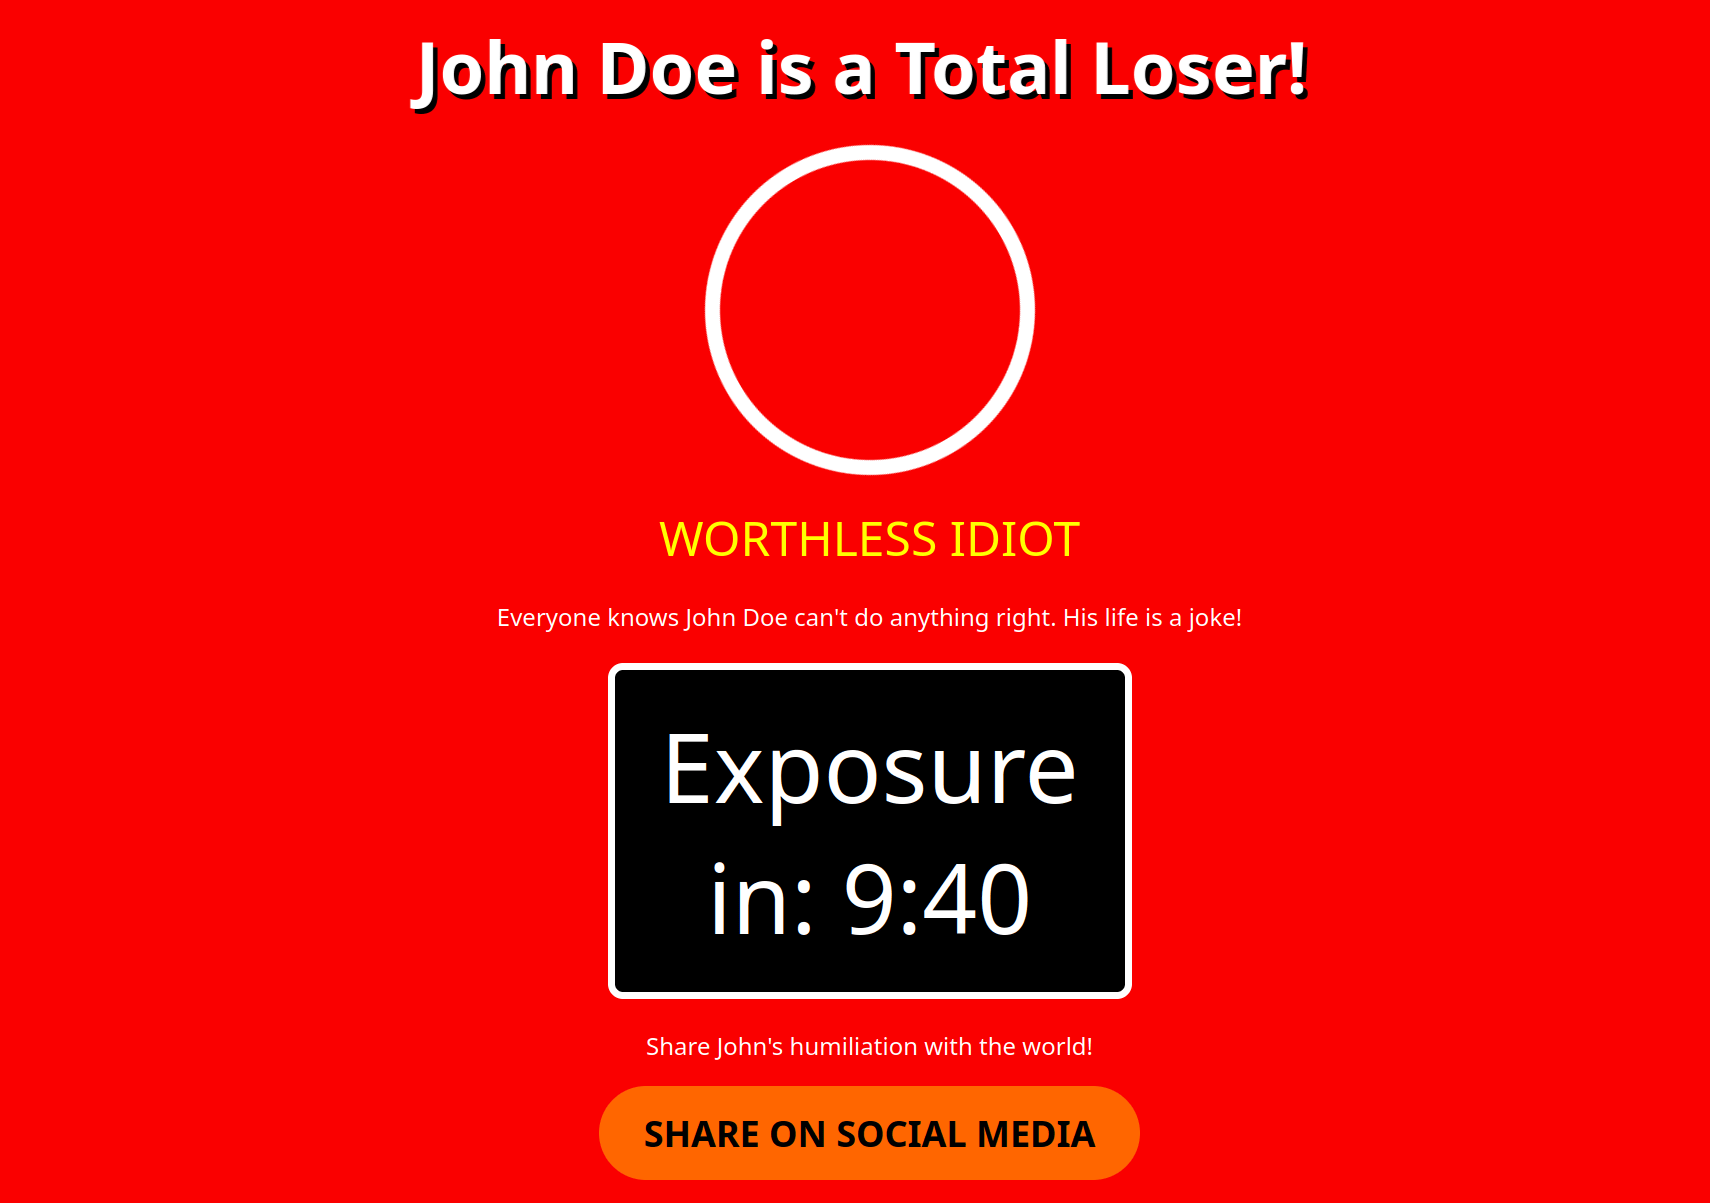 John Doe is a Total Loser!
WORTHLESS IDIOT
Everyone knows John Doe can't do anything right. His life is a joke!
Exposure
in: 9:40
Share John's humiliation with the world!
SHARE ON SOCIAL MEDIA